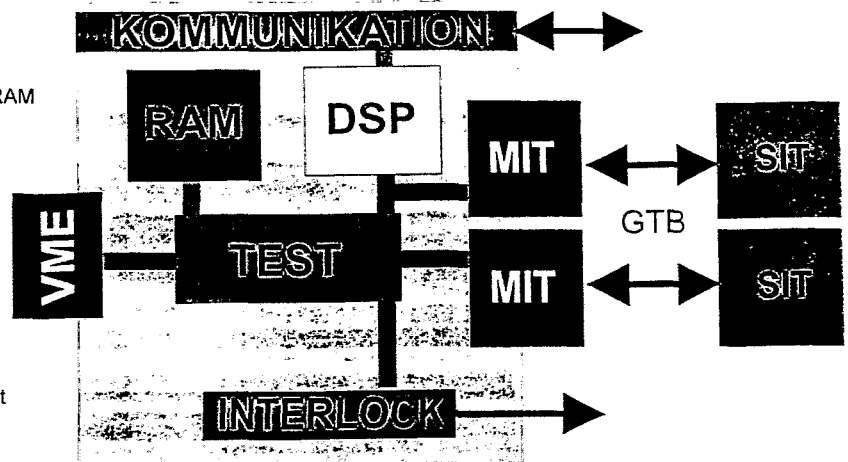 KOMMUNIKATION
RAM
RAM
DSP
MIT
SIT
VME
TEST
GTB
MIT
SIT
t
INTERLOCK